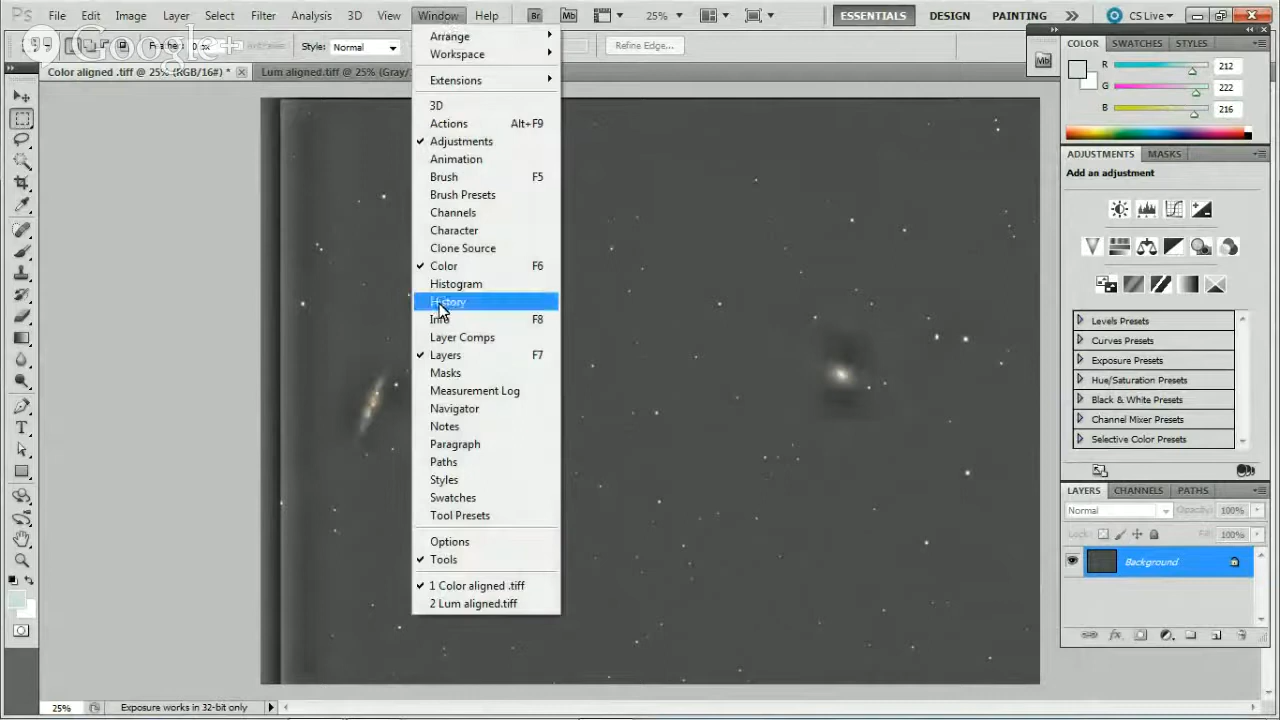 Ps File Edit Image Layer Select Filter Analysis 3D View Window Help Br Mb 25% ESSENTIALS DESIGN PAINTING CS Live
Google+
Style: Normal Refine Edge...
Color aligned .tiff @ 25% (RGB/16#) * Lum aligned.tiff @ 25% (Gray/
Arrange
Workspace
Extensions
3D
Actions Alt+F9
Adjustments
Animation
Brush F5
Brush Presets
Channels
Character
Clone Source
Color F6
Histogram
History
Info F8
Layer Comps
Layers F7
Masks
Measurement Log
Navigator
Notes
Paragraph
Paths
Styles
Swatches
Tool Presets
Options
Tools
1 Color aligned .tiff
2 Lum aligned.tiff
Mb
COLOR SWATCHES STYLES
R 212
G 222
B 216
ADJUSTMENTS MASKS
Add an adjustment
Levels Presets
Curves Presets
Exposure Presets
Hue/Saturation Presets
Black & White Presets
Channel Mixer Presets
Selective Color Presets
LAYERS CHANNELS PATHS
Normal Opacity: 100%
Lock: Fill: 100%
Background
25% Exposure works in 32-bit only